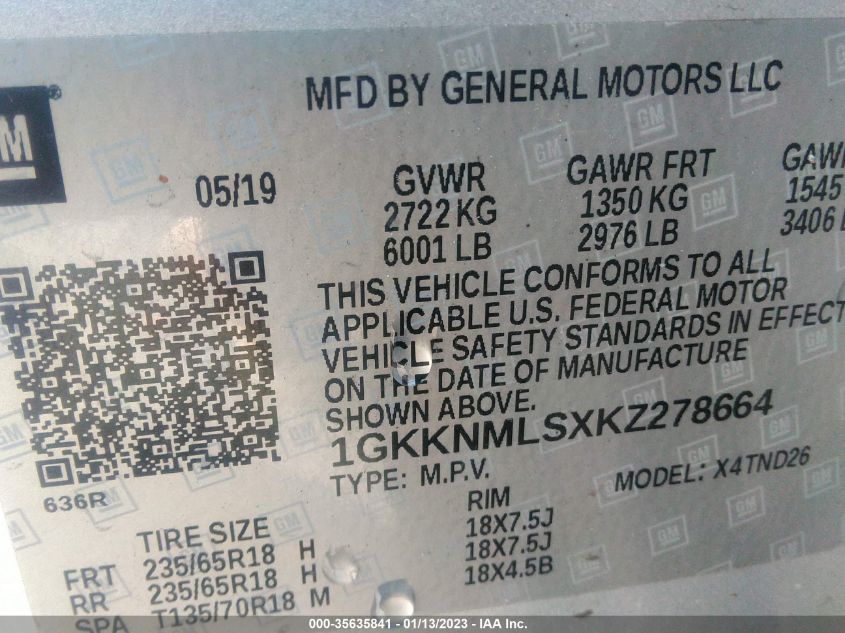 MFD BY GENERAL MOTORS LLC
GM
05/19
GVWR GAWR FRT GAWR
2722 KG 1350 KG 1545
6001 LB 2976 LB 3406 L
THIS VEHICLE CONFORMS TO ALL
APPLICABLE U.S. FEDERAL MOTOR
VEHICLE SAFETY STANDARDS IN EFFECT
ON THE DATE OF MANUFACTURE
SHOWN ABOVE.
1GKKNMLSXKZ278664
TYPE: M.P.V. MODEL: X4TND26
636R
TIRE SIZE RIM
FRT 235/65R18 H 18X7.5J
RR 235/65R18 H 18X7.5J
SPA T135/70R18 M 18X4.5B
000-35635841 — 01/13/2023 — IAA Inc.